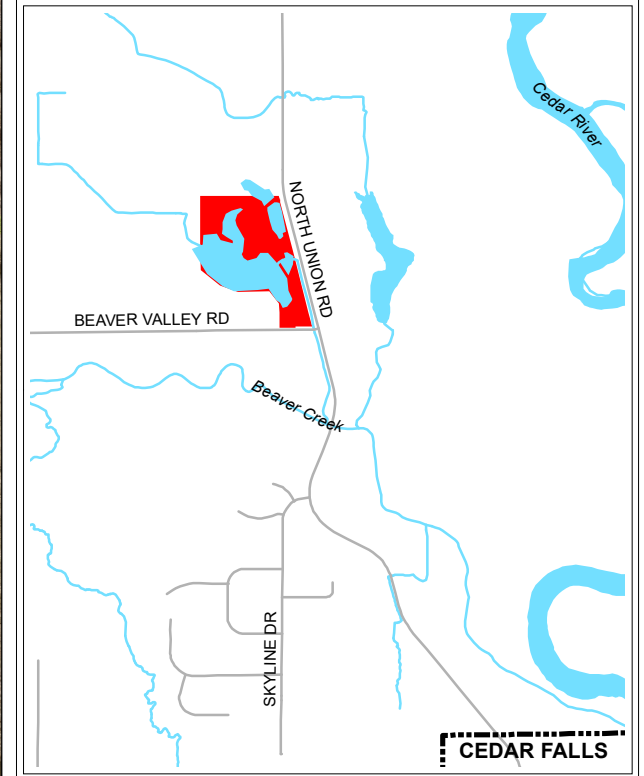 Cedar River
NORTH UNION RD
BEAVER VALLEY RD
Beaver Creek
SKYLINE DR
CEDAR FALLS